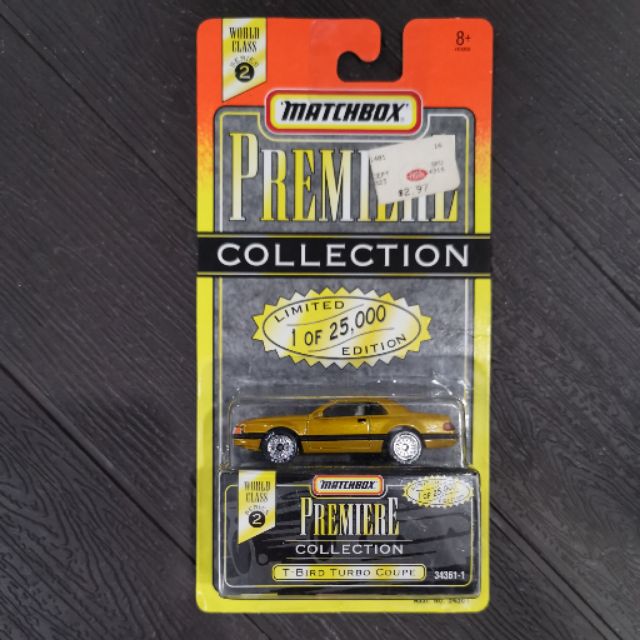 WORLD
CLASS
SERIES
2
8+
MATCHBOX
PREMIERE
$2.97
COLLECTION
LIMITED
1 OF 25,000
EDITION
WORLD
CLASS
SERIES
2
MATCHBOX
PREMIERE
COLLECTION
T-BIRD TURBO COUPE
34361-1